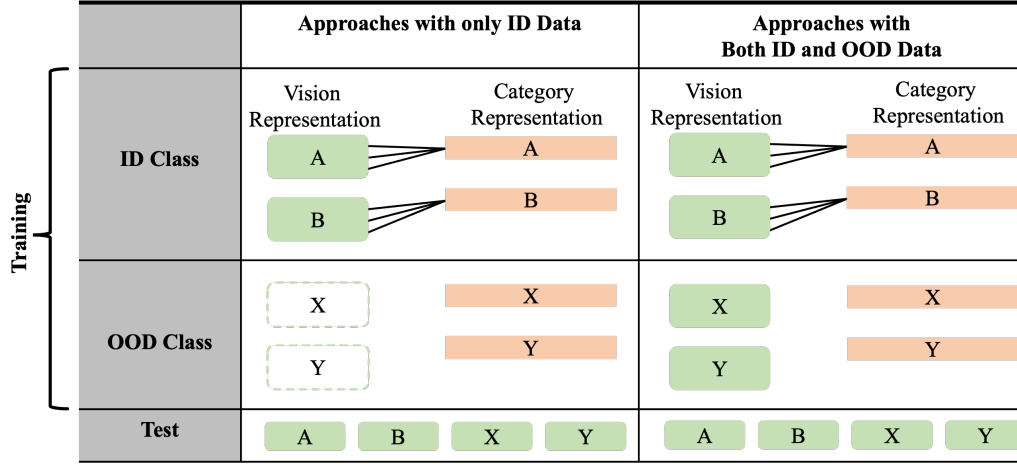 Approaches with only ID Data
Approaches with
Both ID and OOD Data
Training
ID Class
Vision
Representation
Category
Representation
A
A
B
B
Vision
Representation
Category
Representation
A
A
B
B
OOD Class
X
X
Y
Y
X
X
Y
Y
Test
A
B
X
Y
A
B
X
Y